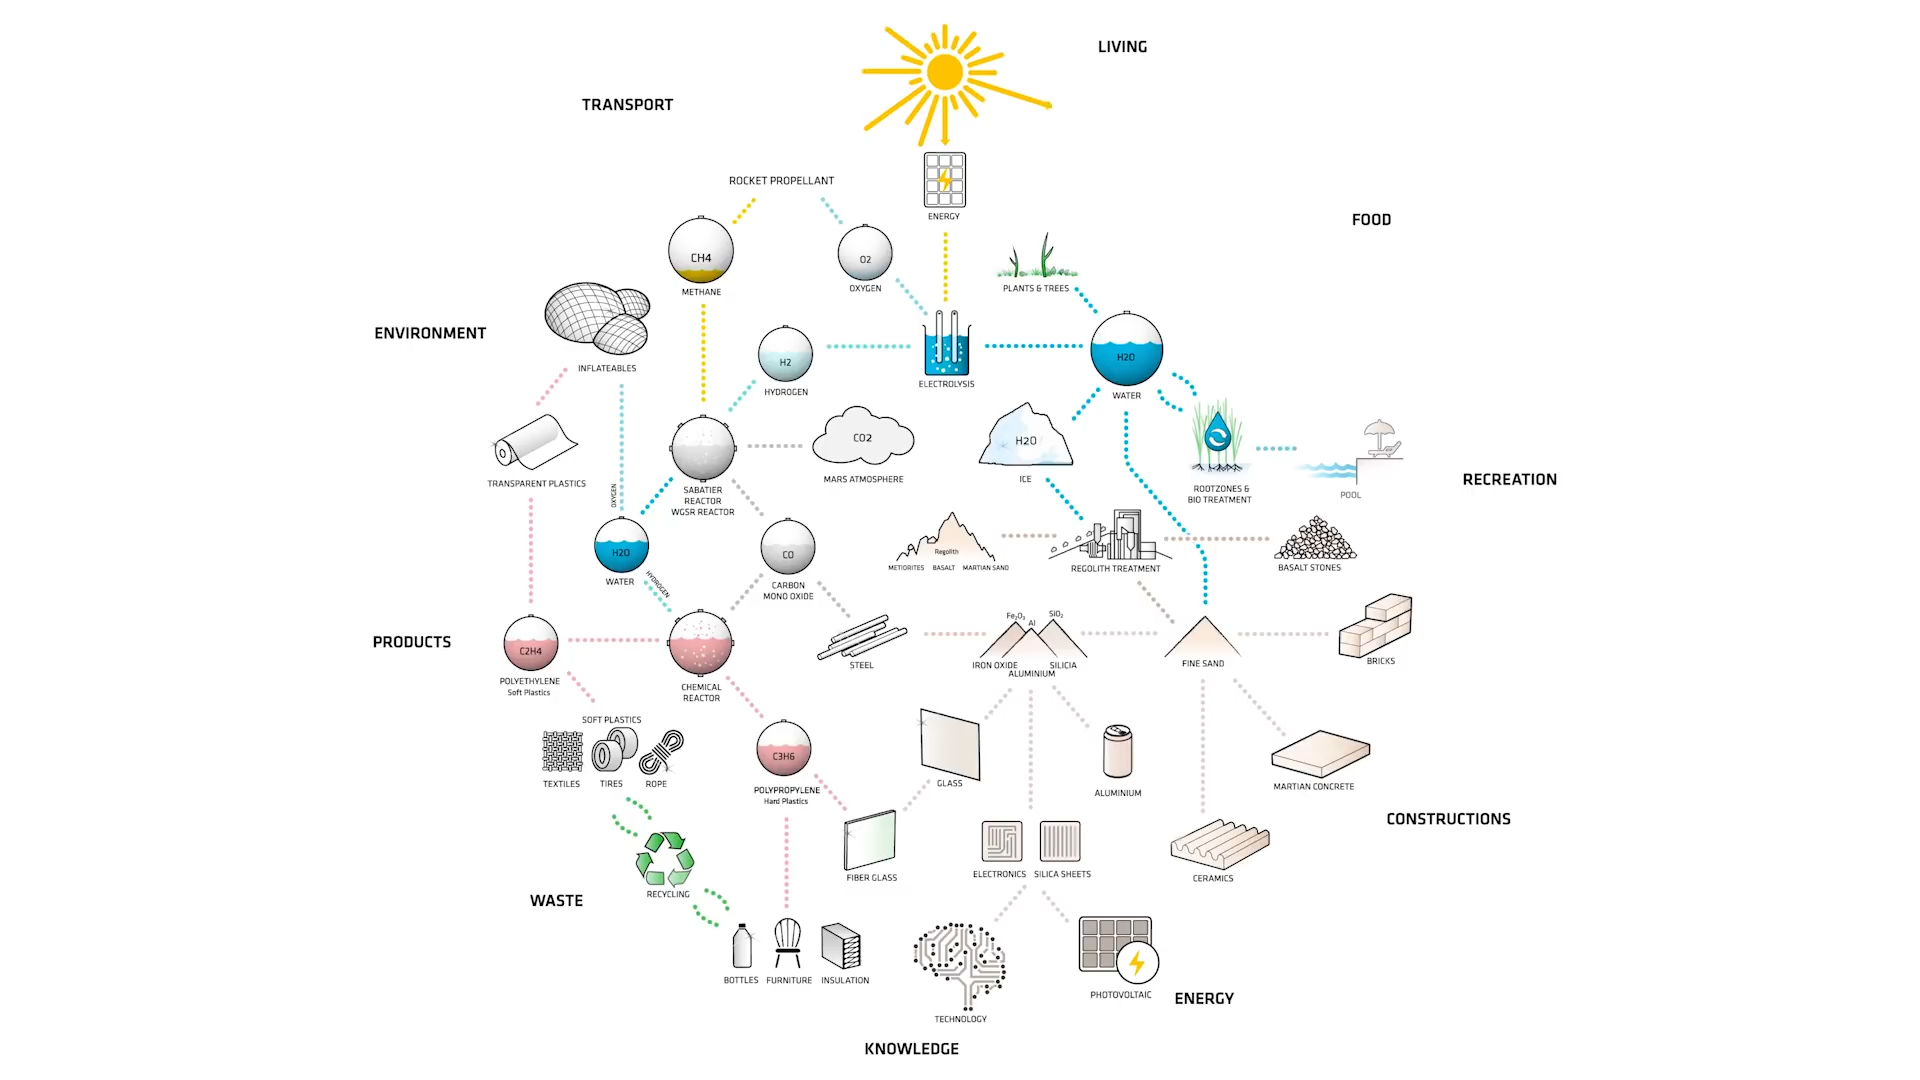 LIVING
TRANSPORT
ROCKET PROPELLANT
ENERGY
FOOD
CH4
METHANE
O2
OXYGEN
PLANTS & TREES
ENVIRONMENT
INFLATEABLES
H2
HYDROGEN
ELECTROLYSIS
H2O
WATER
TRANSPARENT PLASTICS
OXYGEN
SABATIER
REACTOR
WGSR REACTOR
CO2
MARS ATMOSPHERE
H2O
ICE
ROOTZONES &
BIO TREATMENT
POOL
RECREATION
H2O
WATER
HYDROGEN
CO
CARBON
MONO OXIDE
Regolith
METIORITES
BASALT
MARTIAN SAND
REGOLITH TREATMENT
BASALT STONES
PRODUCTS
C2H4
POLYETHYLENE
Soft Plastics
CHEMICAL
REACTOR
STEEL
Fe2O3
Al
SiO2
IRON OXIDE
ALUMINIUM
SILICIA
FINE SAND
BRICKS
SOFT PLASTICS
TEXTILES
TIRES
ROPE
C3H6
POLYPROPYLENE
Hard Plastics
GLASS
ALUMINIUM
MARTIAN CONCRETE
CONSTRUCTIONS
RECYCLING
FIBER GLASS
ELECTRONICS
SILICA SHEETS
CERAMICS
WASTE
BOTTLES
FURNITURE
INSULATION
TECHNOLOGY
PHOTOVOLTAIC
ENERGY
KNOWLEDGE